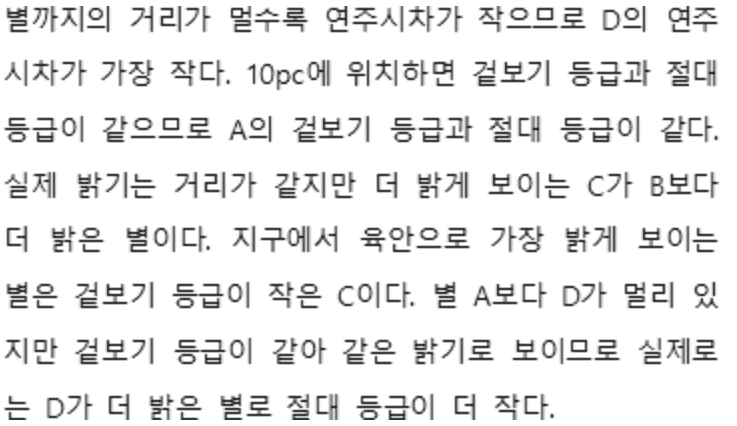 별까지의 거리가 멀수록 연주시차가 작으므로 D의 연주
시차가 가장 작다. 10pc에 위치하면 겉보기 등급과 절대
등급이 같으므로 A의 겉보기 등급과 절대 등급이 같다.
실제 밝기는 거리가 같지만 더 밝게 보이는 C가 B보다
더 밝은 별이다. 지구에서 육안으로 가장 밝게 보이는
별은 겉보기 등급이 작은 C이다. 별 A보다 D가 멀리 있
지만 겉보기 등급이 같아 같은 밝기로 보이므로 실제로
는 D가 더 밝은 별로 절대 등급이 더 작다.